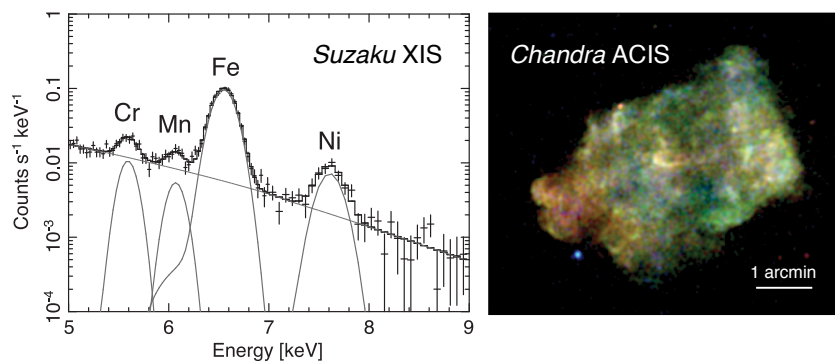 Suzaku XIS
Fe
Cr
Mn
Ni
1
0.1
0.01
10-3
10-4
Counts s-1 keV-1
5
6
7
8
9
Energy [keV]
Chandra ACIS
1 arcmin